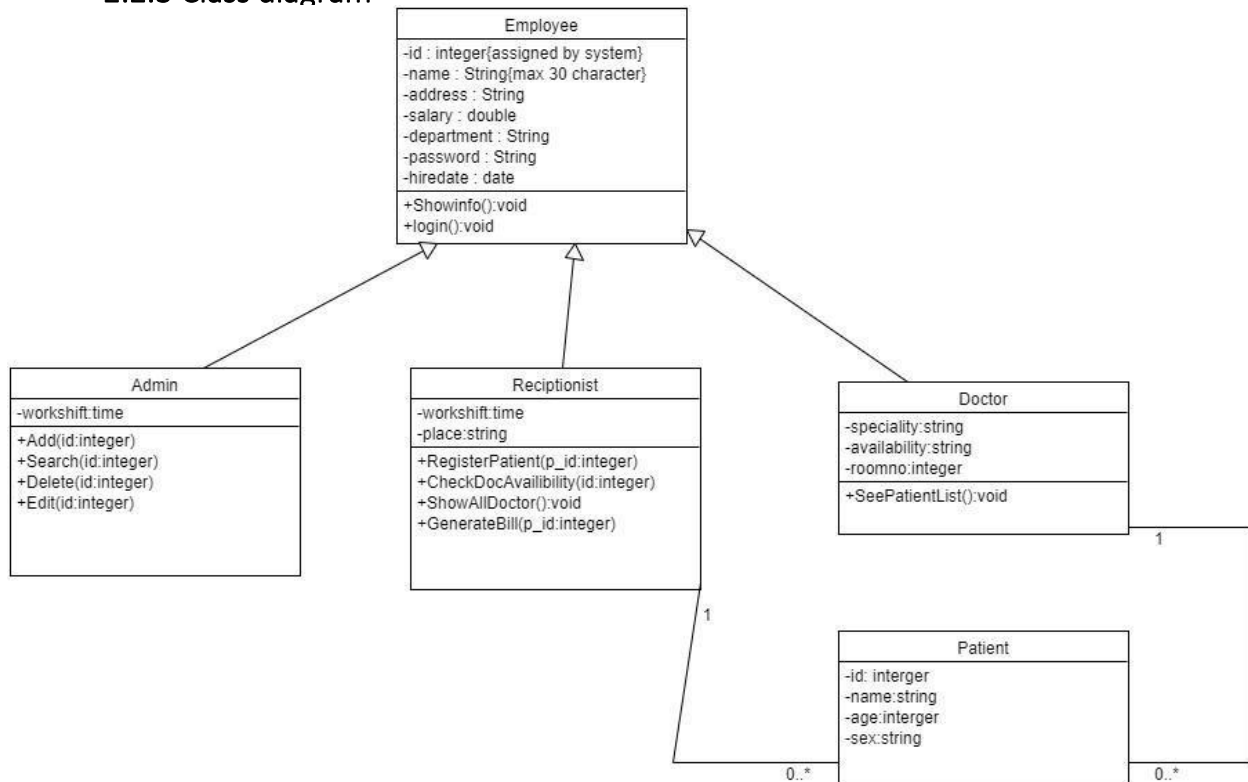 2.2.3 Class diagram
Employee
-id : integer{assigned by system}
-name : String{max 30 character}
-address : String
-salary : double
-department : String
-password : String
-hiredate : date
+Showinfo():void
+login():void
Admin
-workshift:time
+Add(id:integer)
+Search(id:integer)
+Delete(id:integer)
+Edit(id:integer)
Reciptionist
-workshift:time
-place:string
+RegisterPatient(p_id:integer)
+CheckDocAvailibility(id:integer)
+ShowAllDoctor():void
+GenerateBill(p_id:integer)
Doctor
-speciality:string
-availability:string
-roomno:integer
+SeePatientList():void
1
1
Patient
-id: interger
-name:string
-age:interger
-sex:string
0..*
0..*